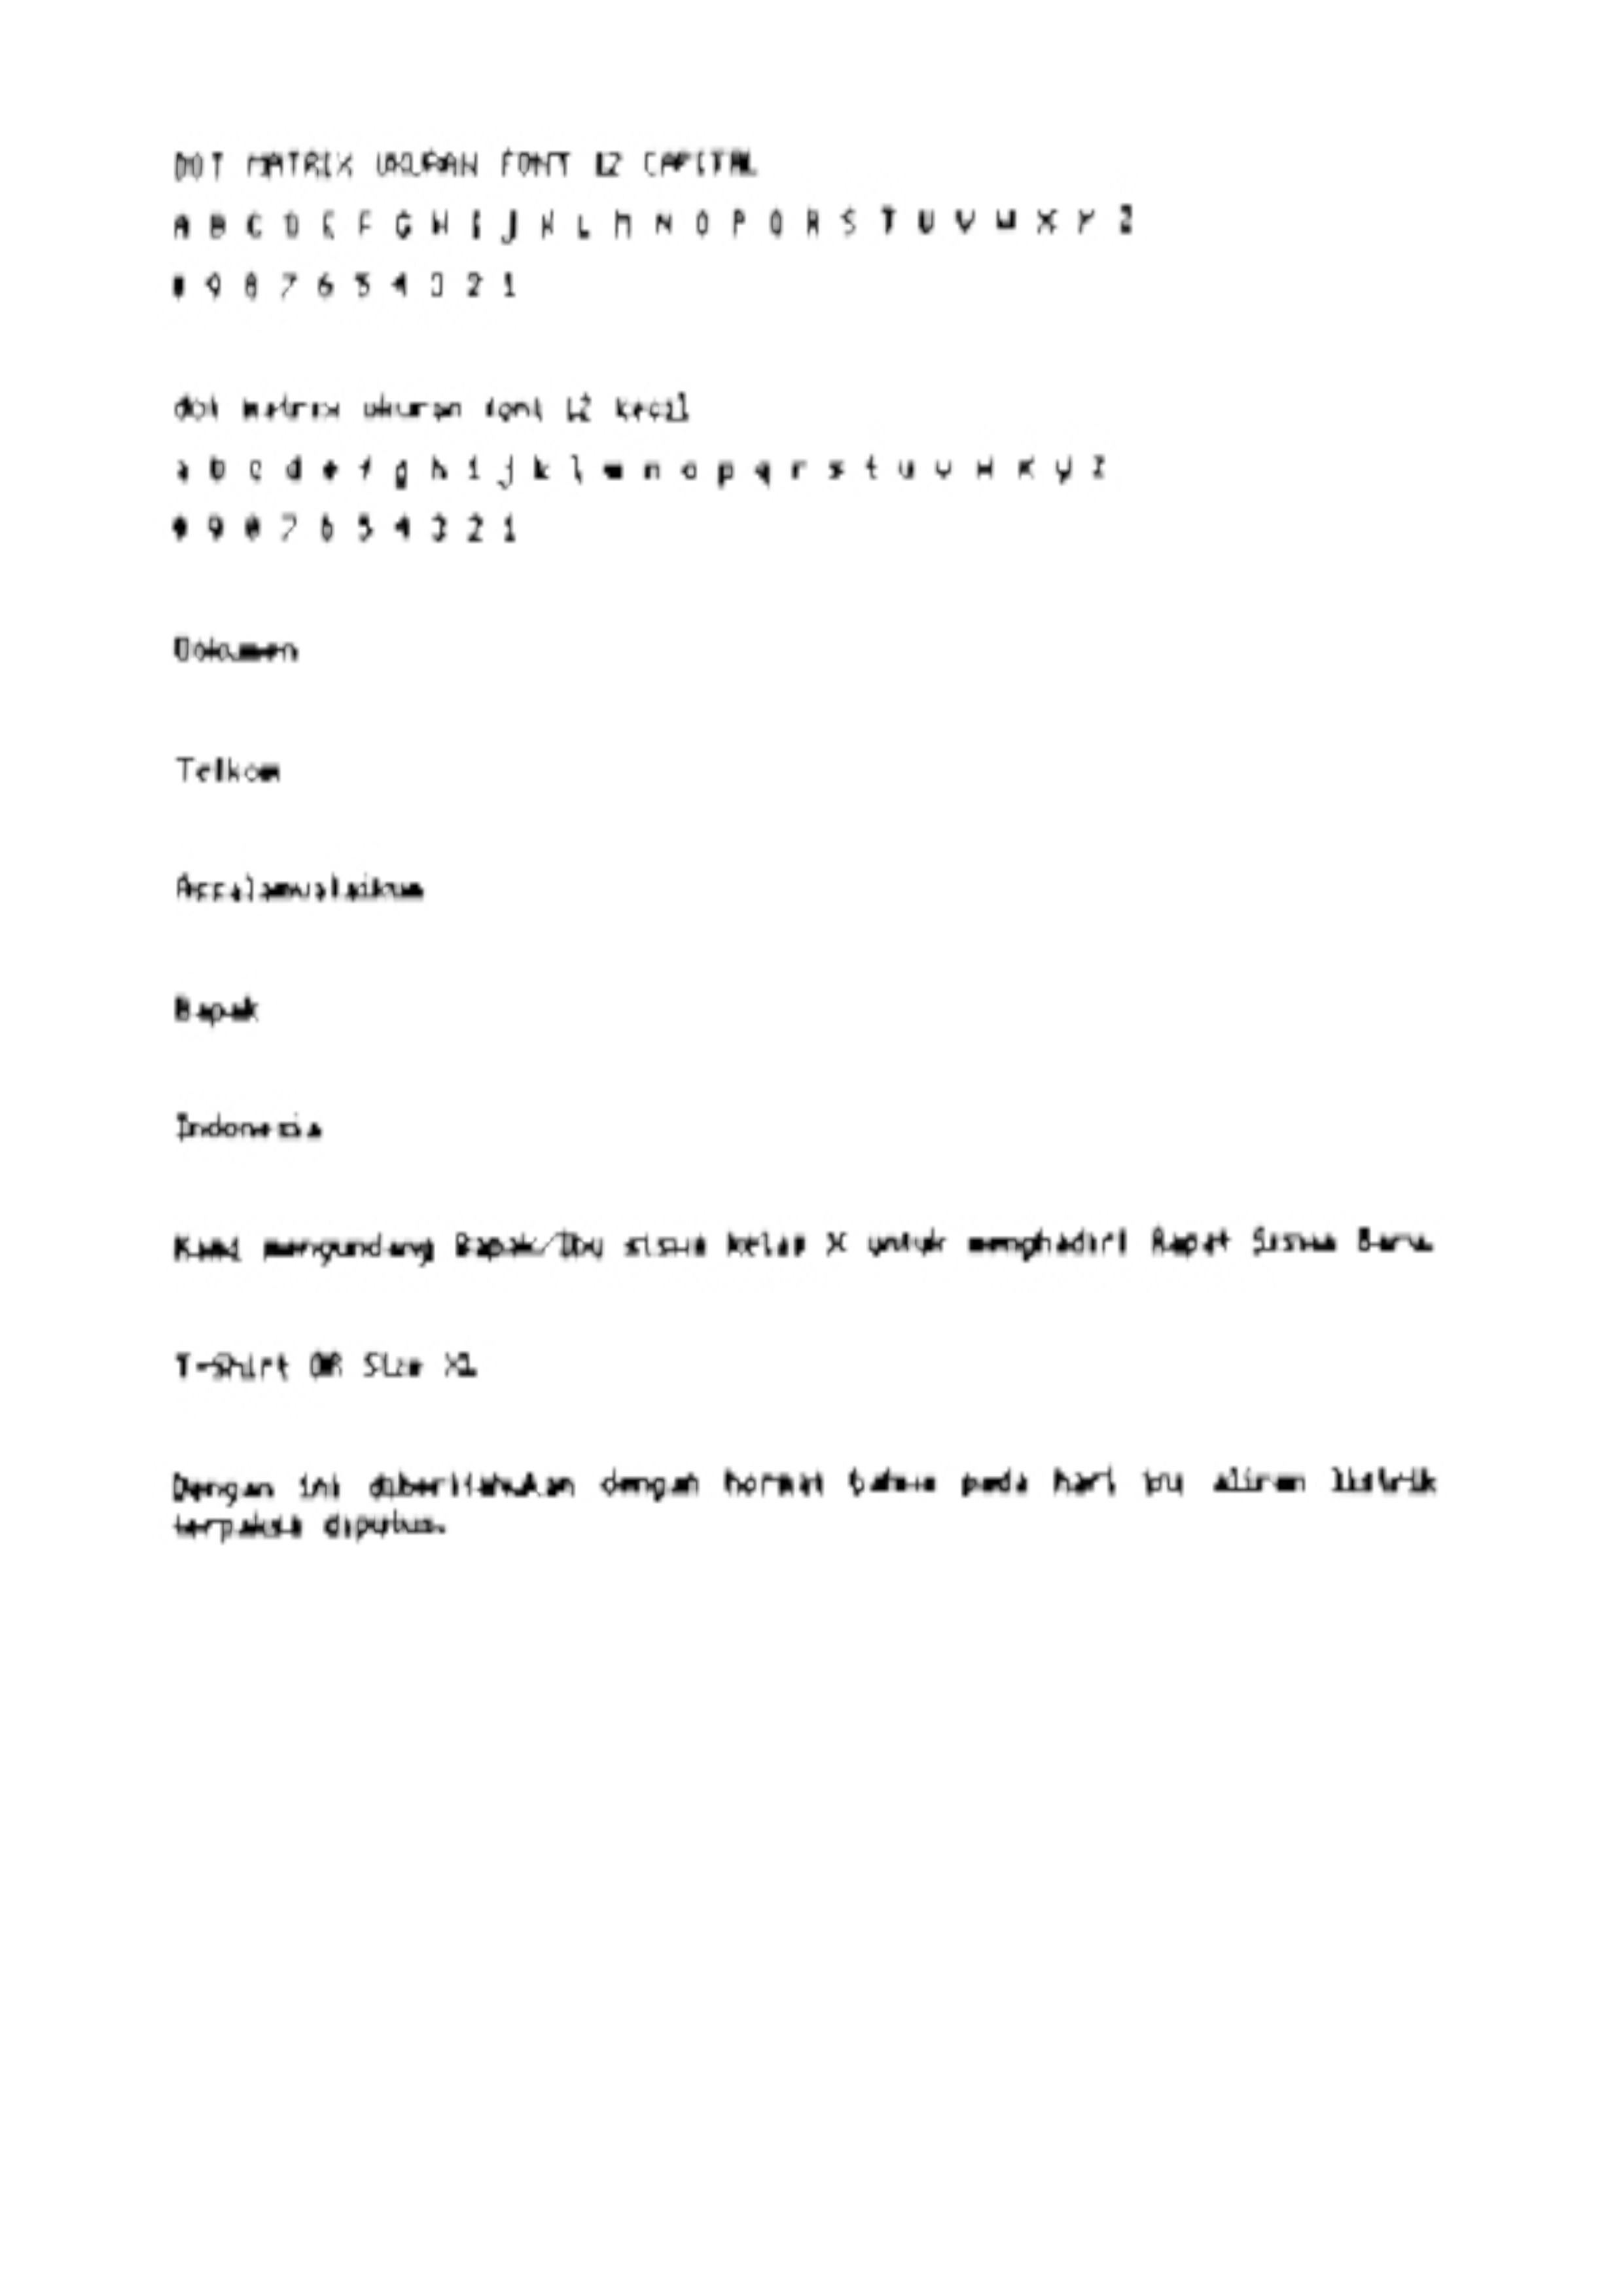 DOT MATRIX UKURAN FONT 12 CAPITAL
A B C D E F G H I J K L M N O P Q R S T U V W X Y Z
0 9 8 7 6 5 4 3 2 1
dot matrix ukuran font 12 kecil
a b c d e f g h i j k l m n o p q r s t u v w x y z
0 9 8 7 6 5 4 3 2 1
Dokumen
Telkom
Assalamualaikum
Bapak
Indonesia
Kami mengundang Bapak/Ibu siswa kelas X untuk menghadiri Rapat Siswa Baru
T-Shirt OR Size XL
Dengan ini diberitahukan dengan hormat bahwa pada hari aliran listrik
terpaksa diputus.